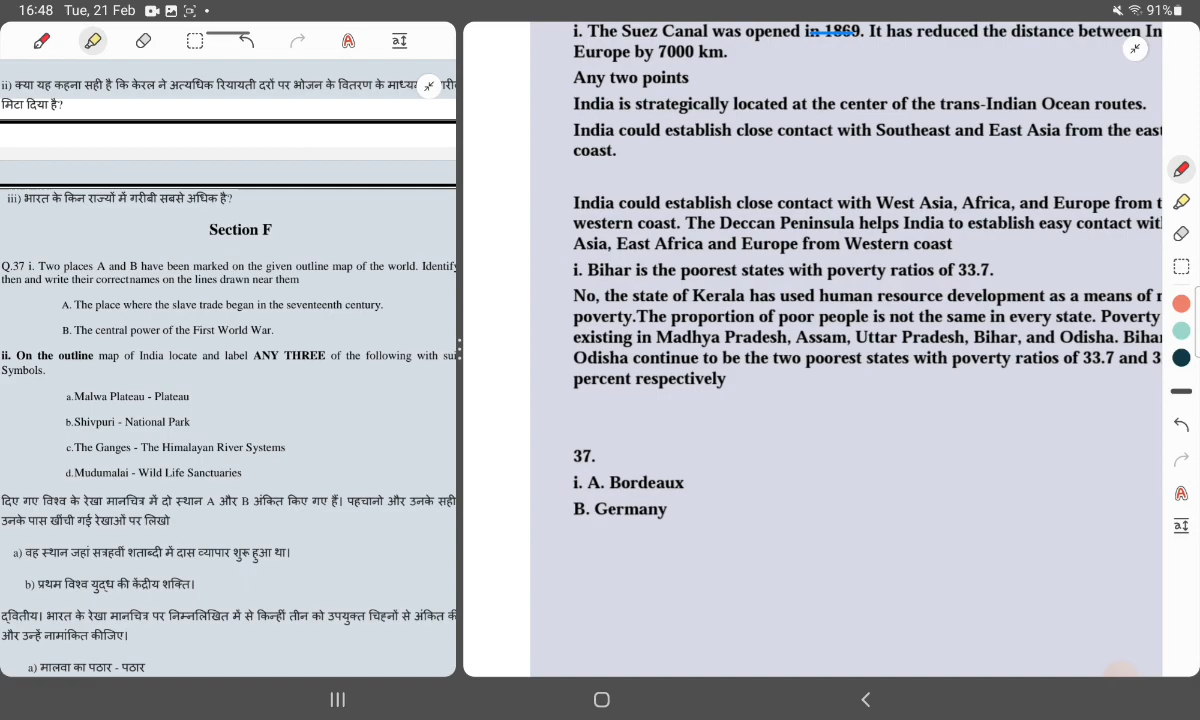 16:48 Tue, 21 Feb
91%
ii) क्या यह कहना सही है कि केरल ने अत्यधिक रियायती दरों पर भोजन के वितरण के
मिटा दिया है?
iii) भारत के किन राज्यों में गरीबी सबसे अधिक है?
Section F
Q.37 i. Two places A and B have been marked on the given outline map of the world. Identify
then and write their correctnames on the lines drawn near them
A. The place where the slave trade began in the seventeenth century.
B. The central power of the First World War.
ii. On the outline map of India locate and label ANY THREE of the following with
Symbols.
a.Malwa Plateau - Plateau
b.Shivpuri - National Park
c.The Ganges - The Himalayan River Systems
d.Mudumalai - Wild Life Sanctuaries
दिए गए विश्व के रेखा मानचित्र में दो स्थान A और B अंकित किए गए हैं। पहचानो और उनके सही
उनके पास खींची गई रेखाओं पर लिखो
a) वह स्थान जहां सत्रहवीं शताब्दी में दास व्यापार शुरू हुआ था।
b) प्रथम विश्व युद्ध की केंद्रीय शक्ति।
द्वितीय। भारत के रेखा मानचित्र पर निम्नलिखित में से किन्हीं तीन को उपयुक्त चिह्नों से अंकित
और उन्हें नामांकित कीजिए।
a) मालवा का पठार - पठार
i. The Suez Canal was opened in 1869. It has reduced the distance between
Europe by 7000 km.
Any two points
India is strategically located at the center of the trans-Indian Ocean routes.
India could establish close contact with Southeast and East Asia from the east
coast.
India could establish close contact with West Asia, Africa, and Europe from
western coast. The Deccan Peninsula helps India to establish easy contact
Asia, East Africa and Europe from Western coast
i. Bihar is the poorest states with poverty ratios of 33.7.
No, the state of Kerala has used human resource development as a means of
poverty.The proportion of poor people is not the same in every state. Poverty
existing in Madhya Pradesh, Assam, Uttar Pradesh, Bihar, and Odisha.
Odisha continue to be the two poorest states with poverty ratios of 33.7 and
percent respectively
37.
i. A. Bordeaux
B. Germany